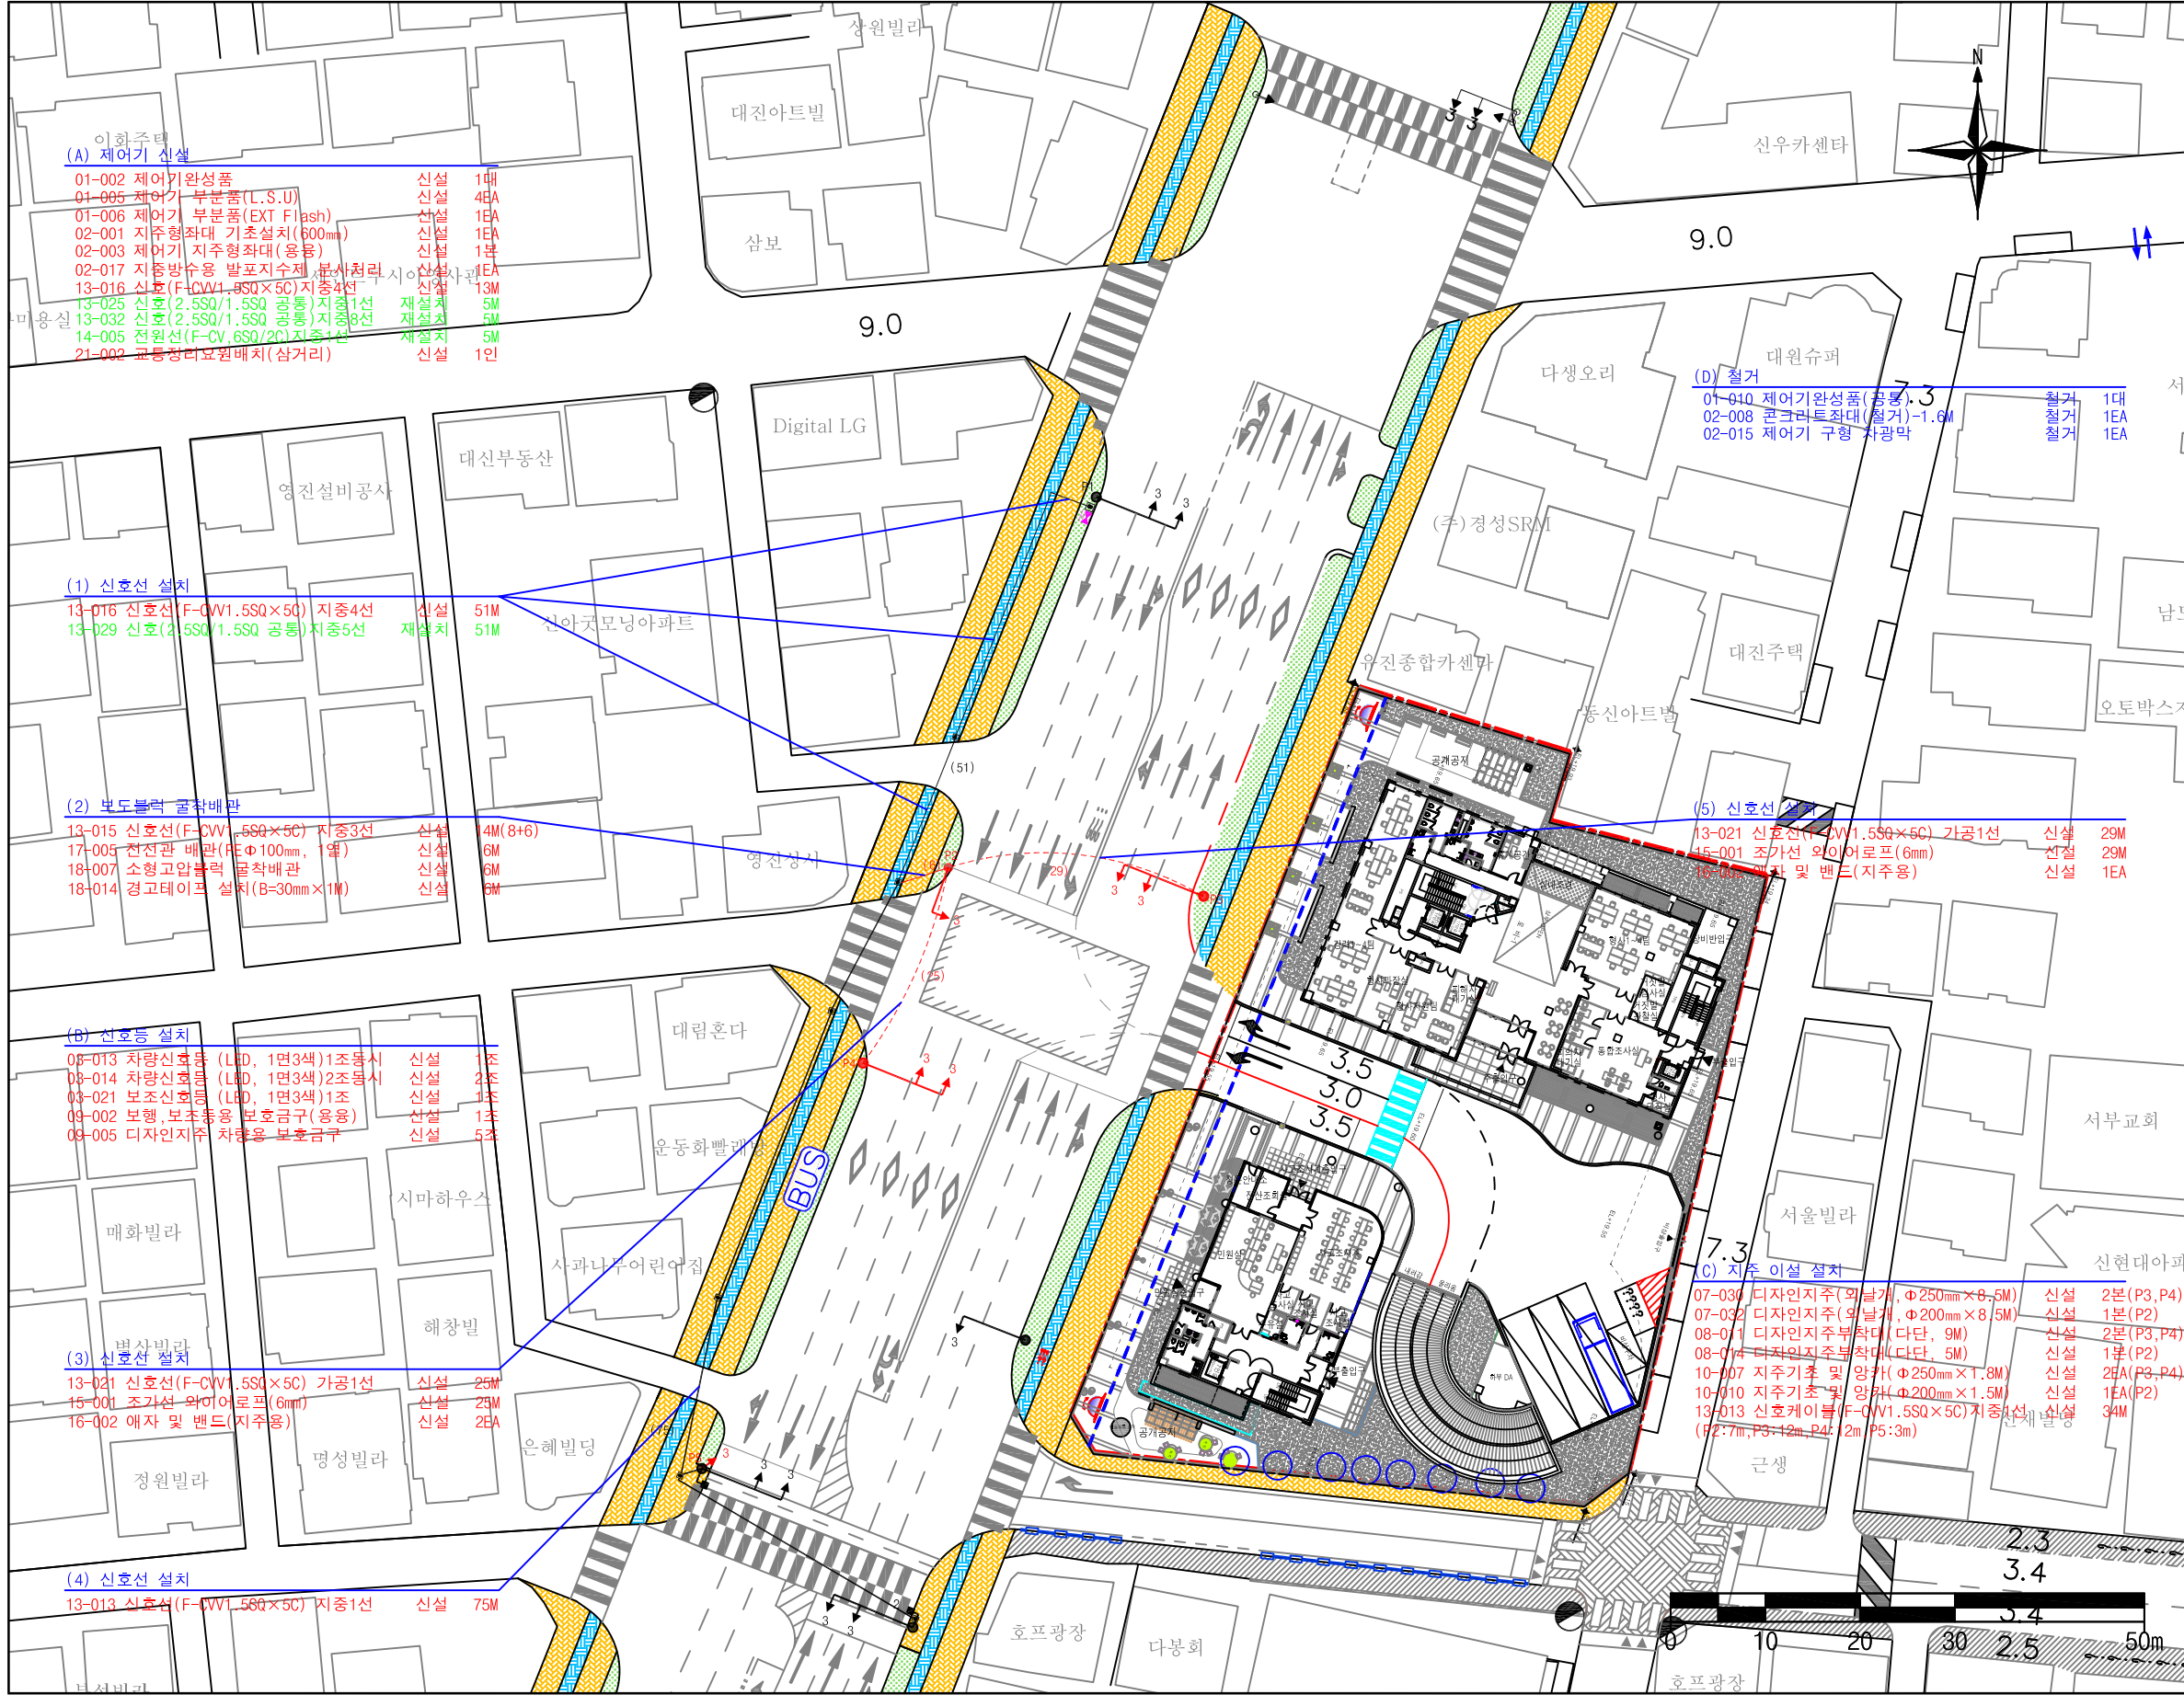 상원빌라
대진아트빌
이화주택
신우카센타
N
삼보
9.0
9.0
(A) 제어기 신설
01-002 제어기완성품 신설 1대
01-005 제어기 부분품(L.S.U) 신설 4EA
01-006 제어기 부분품(EXT Flash) 신설 1EA
02-001 지주형좌대 기초설치(600mm) 신설 1EA
02-003 제어기 지주형좌대(용융) 신설 1본
02-017 지중방수용 발포지수제 분사처리 신설 1EA
13-016 신호(F-CVV1.5SQ×5C)지중4선 신설 13M
13-025 신호(2.5SQ/1.5SQ 공통)지중1선 재설치 5M
13-032 신호(2.5SQ/1.5SQ 공통)지중8선 재설치 5M
14-005 전원선(F-CV,6SQ/2C)지중1선 재설치 5M
21-002 교통정리요원배치(삼거리) 신설 1인
미용실
다생오리
대원슈퍼
7.3
(D) 철거
01-010 제어기완성품(공통) 철거 1대
02-008 콘크리트좌대(철거)-1.6M 철거 1EA
02-015 제어기 구형 차광막 철거 1EA
Digital LG
대신부동산
영진설비공사
(주)경성SRM
(1) 신호선 설치
13-016 신호선(F-CVV1.5SQ×5C) 지중4선 신설 51M
13-029 신호(2.5SQ/1.5SQ 공통)지중5선 재설치 51M
신아굿모닝아파트
유진종합카센타
대진주택
동신아트빌
오토박스
공개공지
(51)
(2) 보도블럭 굴착배관
13-015 신호선(F-CVV1.5SQ×5C) 지중3선 신설 14M(8+6)
17-005 전선관 배관(PEΦ100mm, 1열) 신설 6M
18-007 소형고압블럭 굴착배관 신설 6M
18-014 경고테이프 설치(B=30mm×1M) 신설 6M
영진상사
(5) 신호선 설치
13-021 신호선(F-CVV1.5SQ×5C) 가공1선 신설 29M
15-001 조가선 와이어로프(6mm) 신설 29M
16-002 애자 및 밴드(지주용) 신설 1EA
(25)
대림혼다
(B) 신호등 설치
03-013 차량신호등 (LED, 1면3색)1조동시 신설 1조
03-014 차량신호등 (LED, 1면3색)2조동시 신설 2조
03-021 보조신호등 (LED, 1면3색)1조 신설 1조
09-002 보행,보조등용 보호금구(용융) 신설 1조
09-005 디자인지주 차량용 보호금구 신설 5조
P4
3.5
3.0
3.5
통합조사실
운동화빨래방
서부교회
BUS
시마하우스
매화빌라
서울빌라
사과나무어린이집
민원실
7.3
신현대아파
(C) 지주 이설 설치
07-030 디자인지주(외날개,Φ250mm×8.5M) 신설 2본(P3,P4)
07-032 디자인지주(외날개,Φ200mm×8.5M) 신설 1본(P2)
08-011 디자인지주부착대(다단, 9M) 신설 2본(P3,P4)
08-014 디자인지주부착대(다단, 5M) 신설 1본(P2)
10-007 지주기초 및 앙카(Φ250mm×1.8M) 신설 2EA(P3,P4)
10-010 지주기초 및 앙카(Φ200mm×1.5M) 신설 1EA(P2)
13-013 신호케이블(F-CVV1.5SQ×5C)지중1선 신설 34M
(P2:7m,P3:12m,P4:12m P5:3m)
해창빌
벽산빌라
(3) 신호선 설치
13-021 신호선(F-CVV1.5SQ×5C) 가공1선 신설 25M
15-001 조가선 와이어로프(6mm) 신설 25M
16-002 애자 및 밴드(지주용) 신설 2EA
공개공지
은혜빌딩
명성빌라
정원빌라
근생
(4) 신호선 설치
13-013 신호선(F-CVV1.5SQ×5C) 지중1선 신설 75M
2.3
3.4
3.4
2.5
호프광장
다봉회
0 10 20 30 50m
호프광장